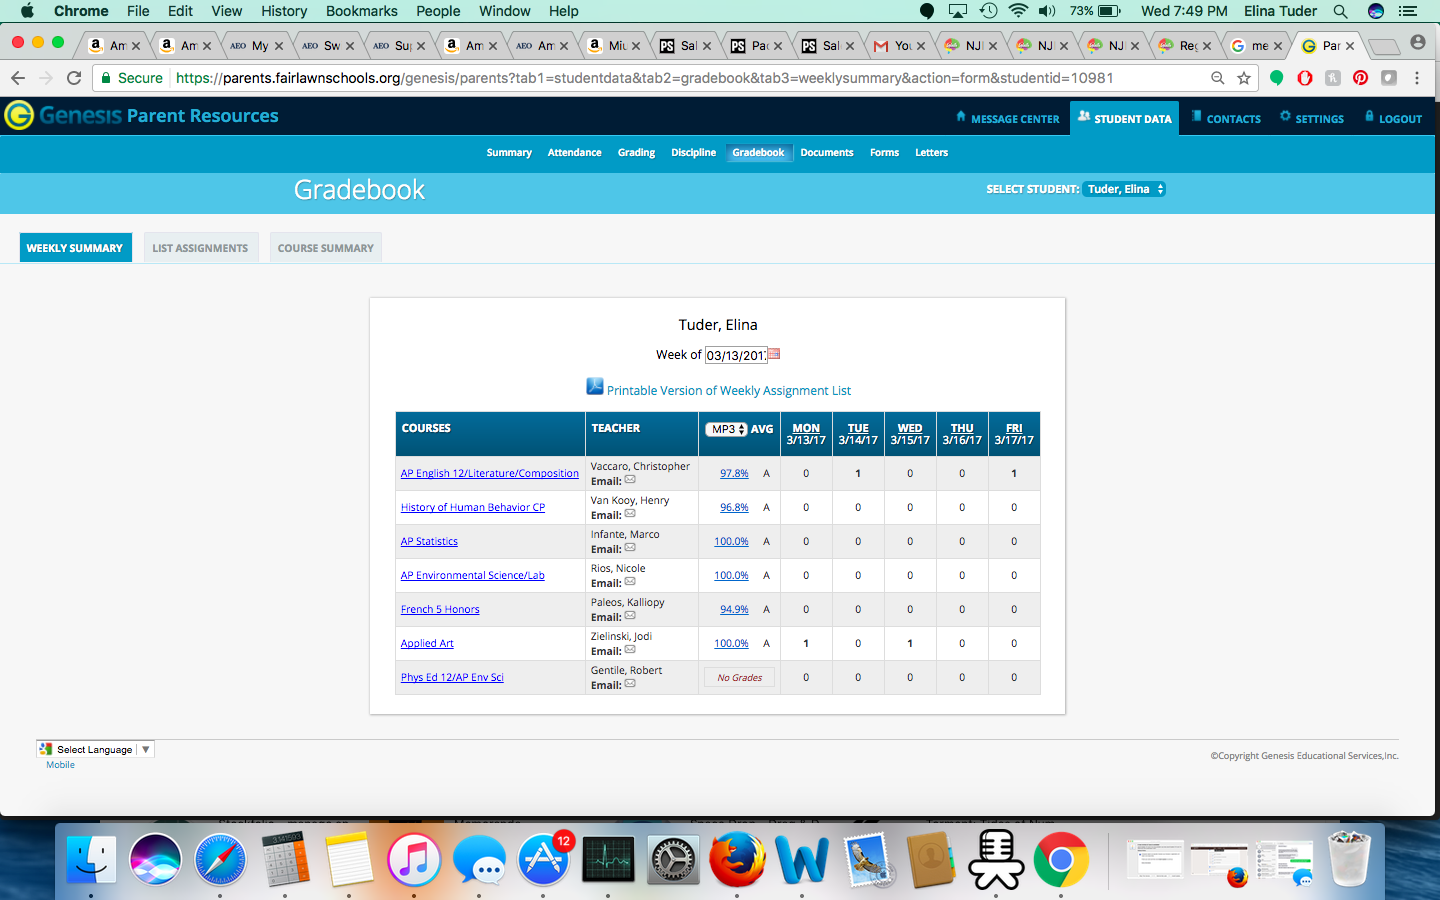 Chrome File Edit View History Bookmarks People Window Help 73% Wed 7:49 PM Elina Tuder
Am Am AEO My AEO Sw AEO Su Am AEO Am Miu PS Sal PS Pac PS Sal You NJ NJ NJ Reg me Par
Secure https://parents.fairlawnschools.org/genesis/parents?tab1=studentdata&tab2=gradebook&tab3=weeklysummary&action=form&studentid=10981
Genesis Parent Resources MESSAGE CENTER STUDENT DATA CONTACTS SETTINGS LOGOUT
Summary Attendance Grading Discipline Gradebook Documents Forms Letters
Gradebook SELECT STUDENT: Tuder, Elina
WEEKLY SUMMARY LIST ASSIGNMENTS COURSE SUMMARY
Tuder, Elina
Week of 03/13/201
Printable Version of Weekly Assignment List
COURSES TEACHER MP3 AVG MON TUE WED THU FRI
3/13/17 3/14/17 3/15/17 3/16/17 3/17/17
AP English 12/Literature/Composition Vaccaro, Christopher 97.8% A 0 1 0 0 1
Email:
History of Human Behavior CP Van Kooy, Henry 96.8% A 0 0 0 0 0
Email:
AP Statistics Infante, Marco 100.0% A 0 0 0 0 0
Email:
AP Environmental Science/Lab Rios, Nicole 100.0% A 0 0 0 0 0
Email:
French 5 Honors Paleos, Kalliopy 94.9% A 0 0 0 0 0
Email:
Applied Art Zielinski, Jodi 100.0% A 1 0 1 0 0
Email:
Phys Ed 12/AP Env Sci Gentile, Robert No Grades 0 0 0 0 0
Email:
Select Language
Mobile
©Copyright Genesis Educational Services,Inc.
12